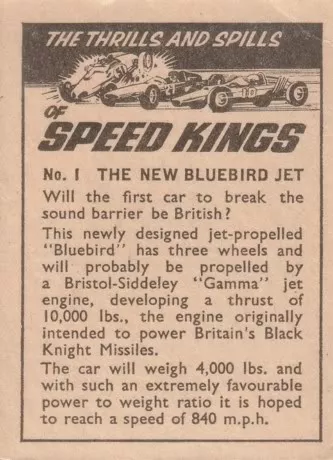 THE THRILLS AND SPILLS
OF
SPEED KINGS
No. 1 THE NEW BLUEBIRD JET
Will the first car to break the
sound barrier be British?
This newly designed jet-propelled
"Bluebird" has three wheels and
will probably be propelled by
a Bristol-Siddeley "Gamma" jet
engine, developing a thrust of
10,000 lbs., the engine originally
intended to power Britain's Black
Knight Missiles.
The car will weigh 4,000 lbs. and
with such an extremely favourable
power to weight ratio it is hoped
to reach a speed of 840 m.p.h.